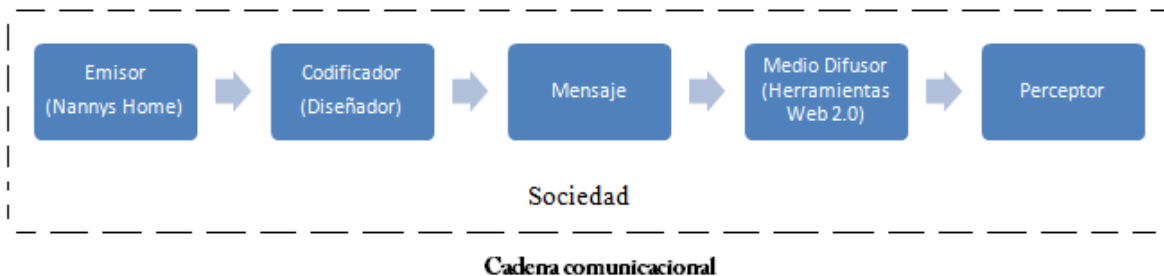 Emisor
(Nannys Home)
Codificador
(Diseñador)
Mensaje
Medio Difusor
(Herramientas
Web 2.0)
Perceptor
Sociedad
Cadena comunicacional